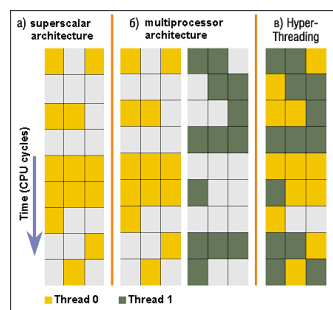 а) superscalar
architecture
б) multiprocessor
architecture
в) Hyper-
Threading
Time (CPU cycles)
Thread 0
Thread 1